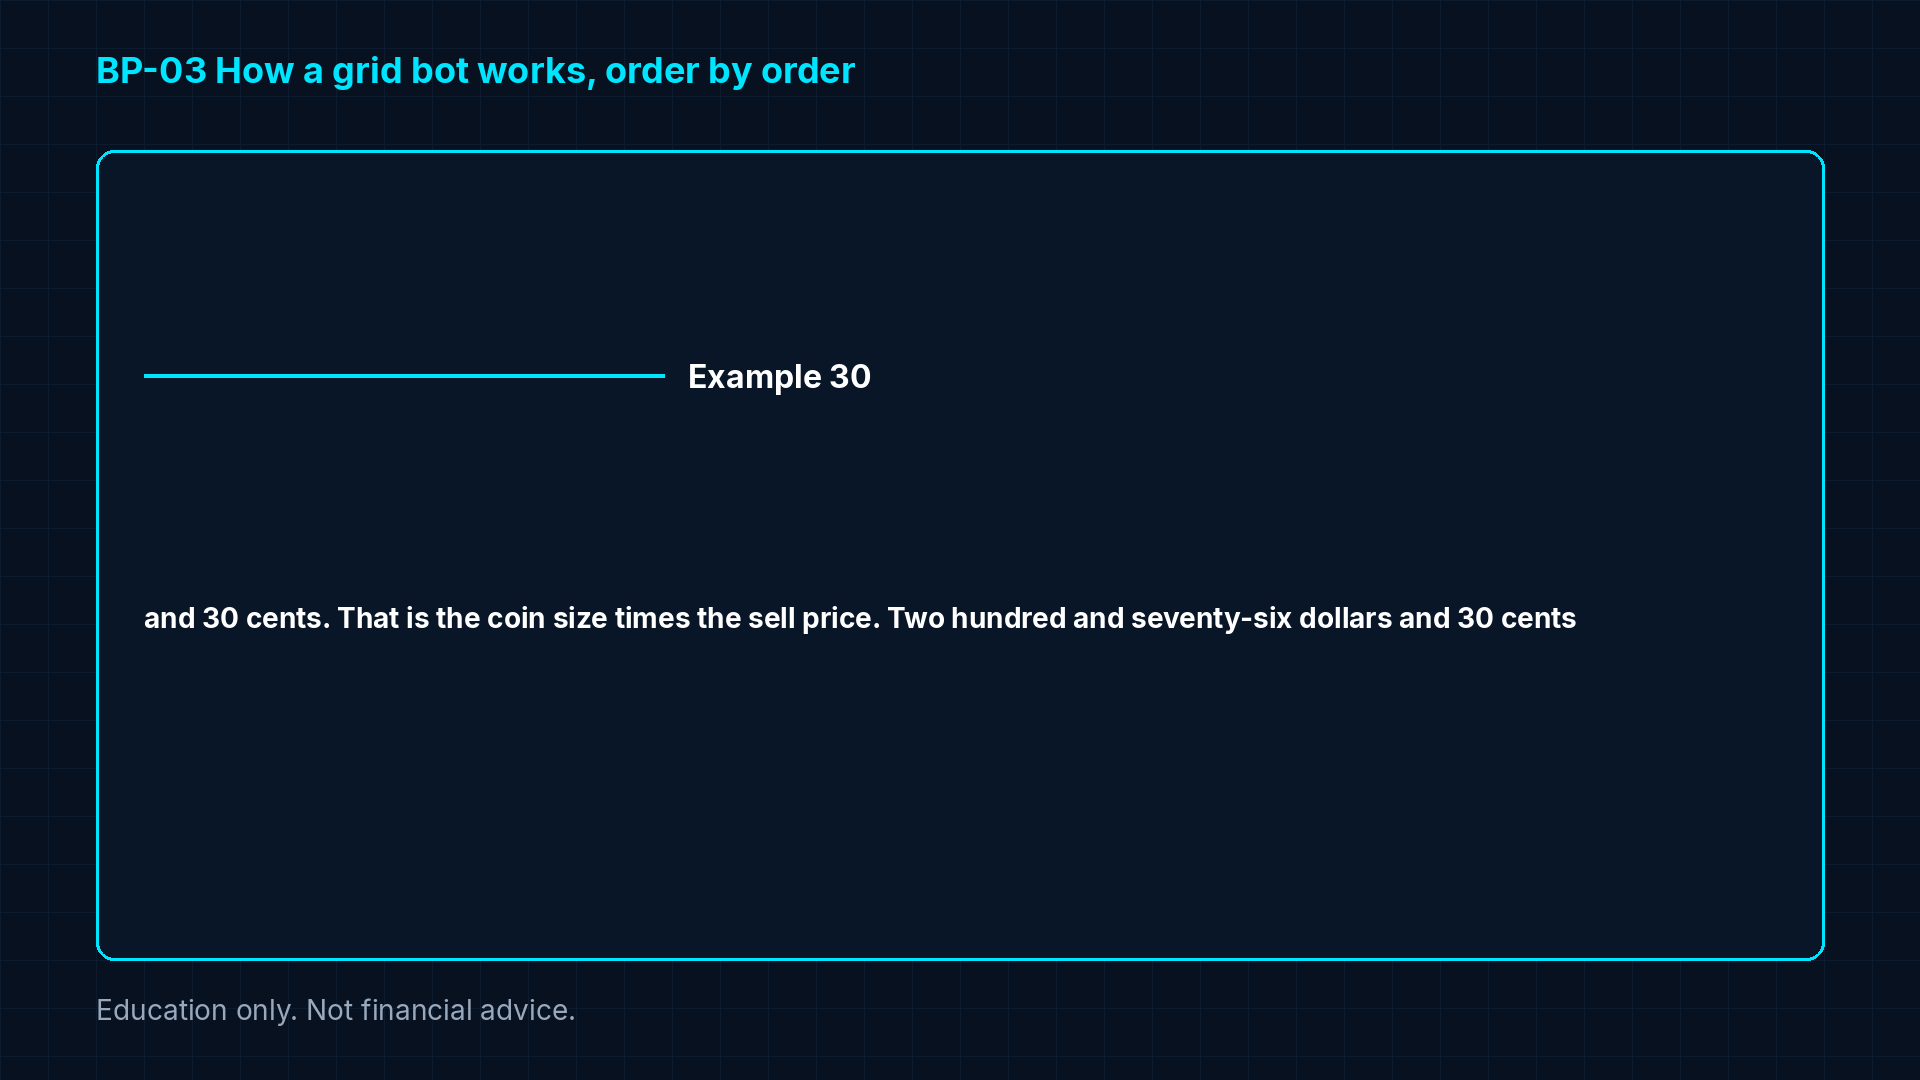 BP-03 How a grid bot works, order by order
Example 30
and 30 cents. That is the coin size times the sell price. Two hundred and seventy-six dollars and 30 cents
Education only. Not financial advice.